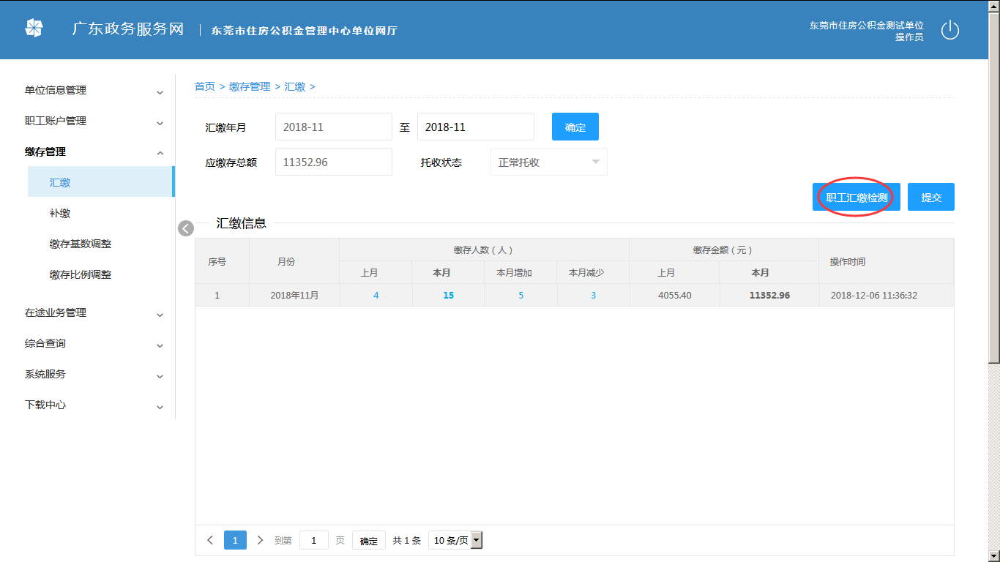 广东政务服务网
东莞市住房公积金管理中心单位网厅
东莞市住房公积金测试单位
操作员
单位信息管理
职工账户管理
缴存管理
汇缴
补缴
缴存基数调整
缴存比例调整
在途业务管理
综合查询
系统服务
下载中心
首页 > 缴存管理 > 汇缴 >
汇缴年月 2018-11 至 2018-11 确定
应缴存总额 11352.96 托收状态 正常托收
职工汇缴检测 提交
汇缴信息
序号 月份 缴存人数（人） 缴存金额（元） 操作时间
上月 本月 本月增加 本月减少 上月 本月
1 2018年11月 4 15 5 3 4055.40 11352.96 2018-12-06 11:36:32
1 到第 1 页 确定 共 1 条 10 条/页